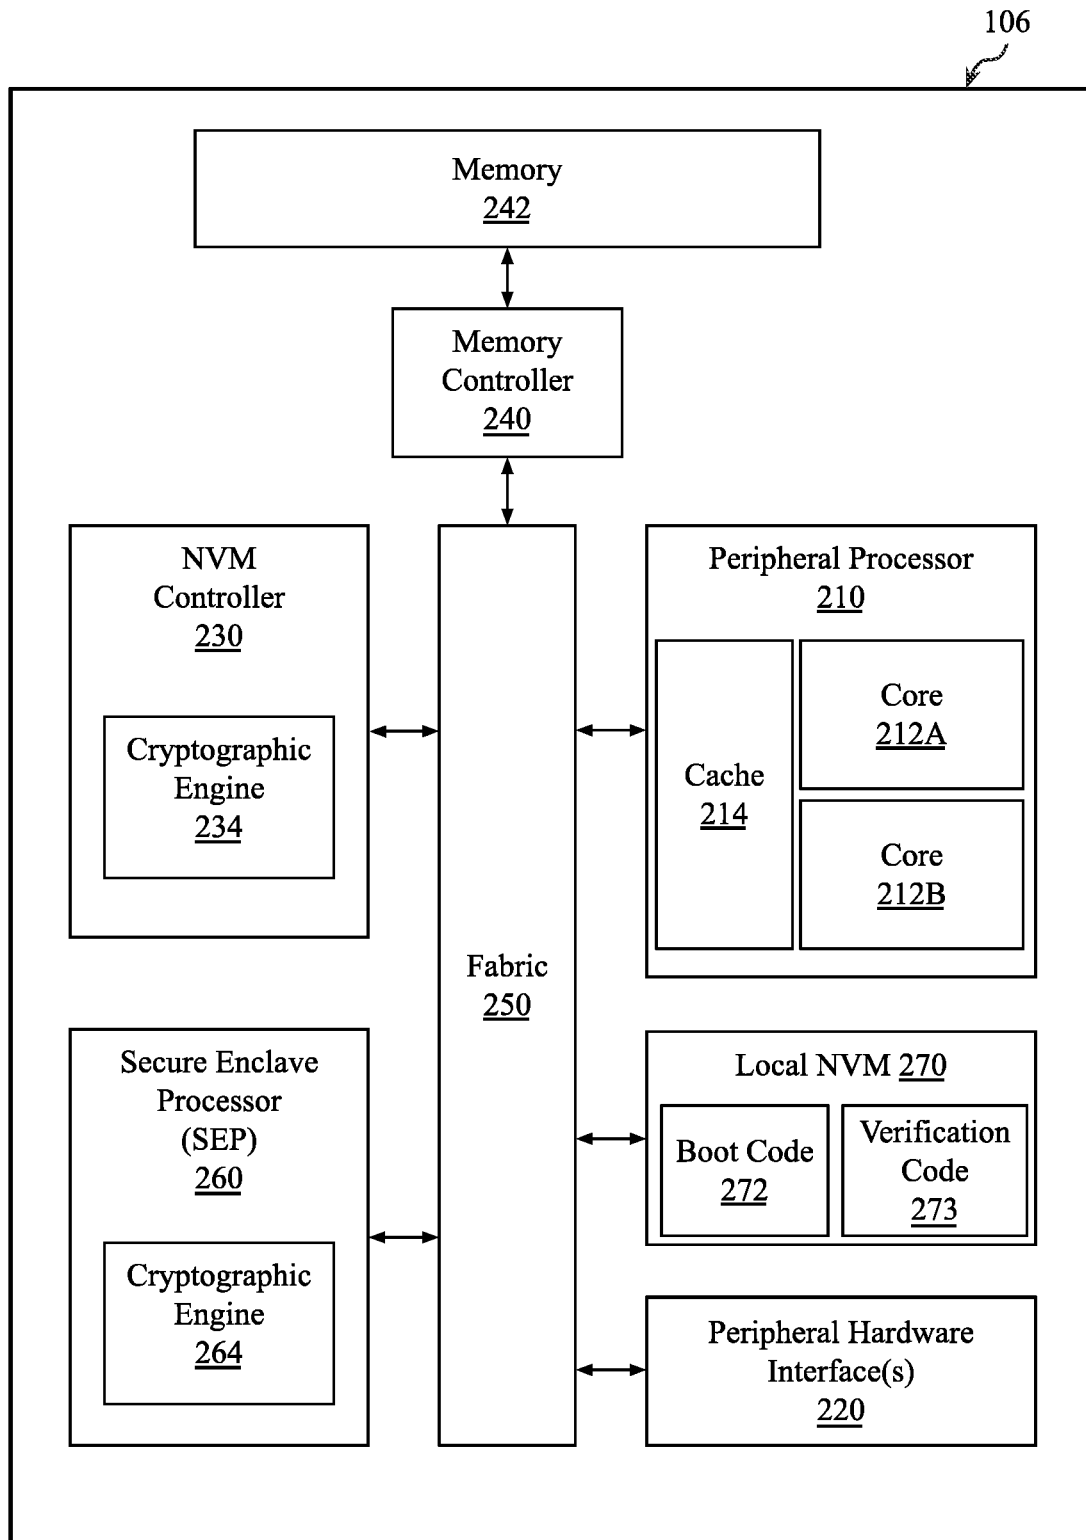 106
Memory
242
Memory
Controller
240
NVM
Controller
230
Cryptographic
Engine
234
Secure Enclave
Processor
(SEP)
260
Cryptographic
Engine
264
Fabric
250
Peripheral Processor
210
Cache
214
Core
212A
Core
212B
Local NVM 270
Boot Code
272
Verification
Code
273
Peripheral Hardware
Interface(s)
220